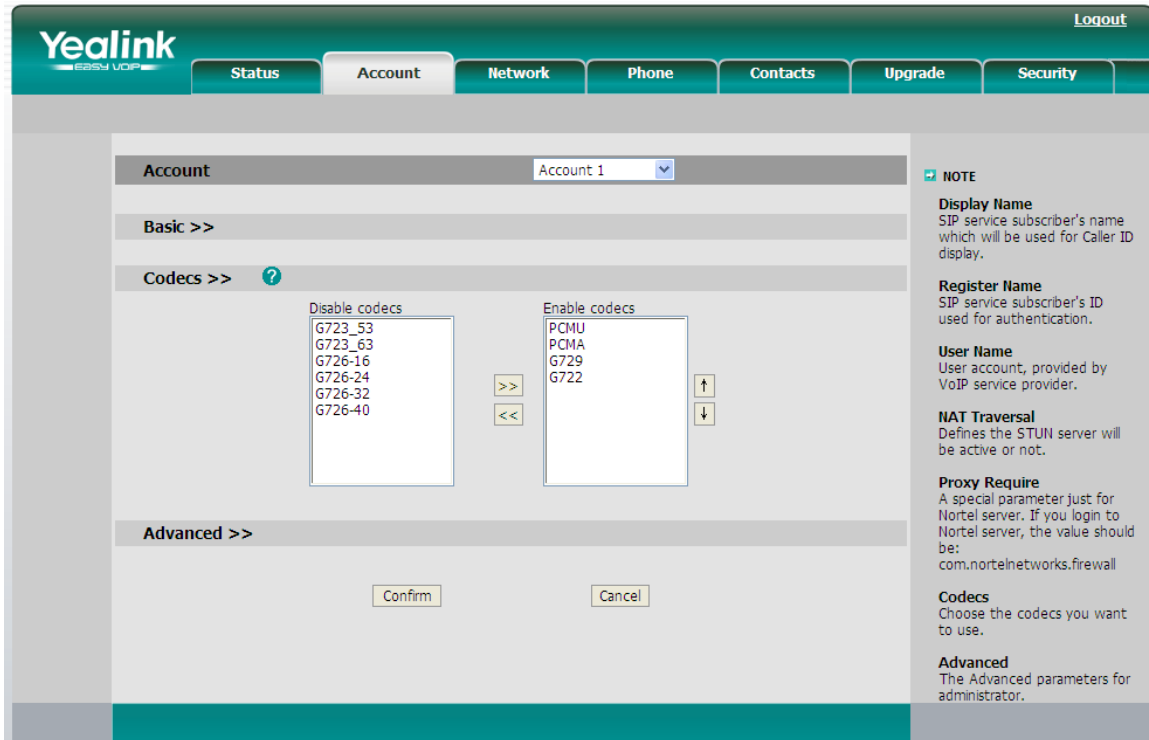 Logout
Yealink
EASY VOIP
Status Account Network Phone Contacts Upgrade Security
Account Account 1
Basic >>
Codecs >> ?
Disable codecs
G723_53
G723_63
G726-16
G726-24
G726-32
G726-40
>>
<<
Enable codecs
PCMU
PCMA
G729
G722
↑
↓
Advanced >>
Confirm Cancel
NOTE
Display Name
SIP service subscriber's name
which will be used for Caller ID
display.
Register Name
SIP service subscriber's ID
used for authentication.
User Name
User account, provided by
VoIP service provider.
NAT Traversal
Defines the STUN server will
be active or not.
Proxy Require
A special parameter just for
Nortel server. If you login to
Nortel server, the value should
be:
com.nortelnetworks.firewall
Codecs
Choose the codecs you want
to use.
Advanced
The Advanced parameters for
administrator.